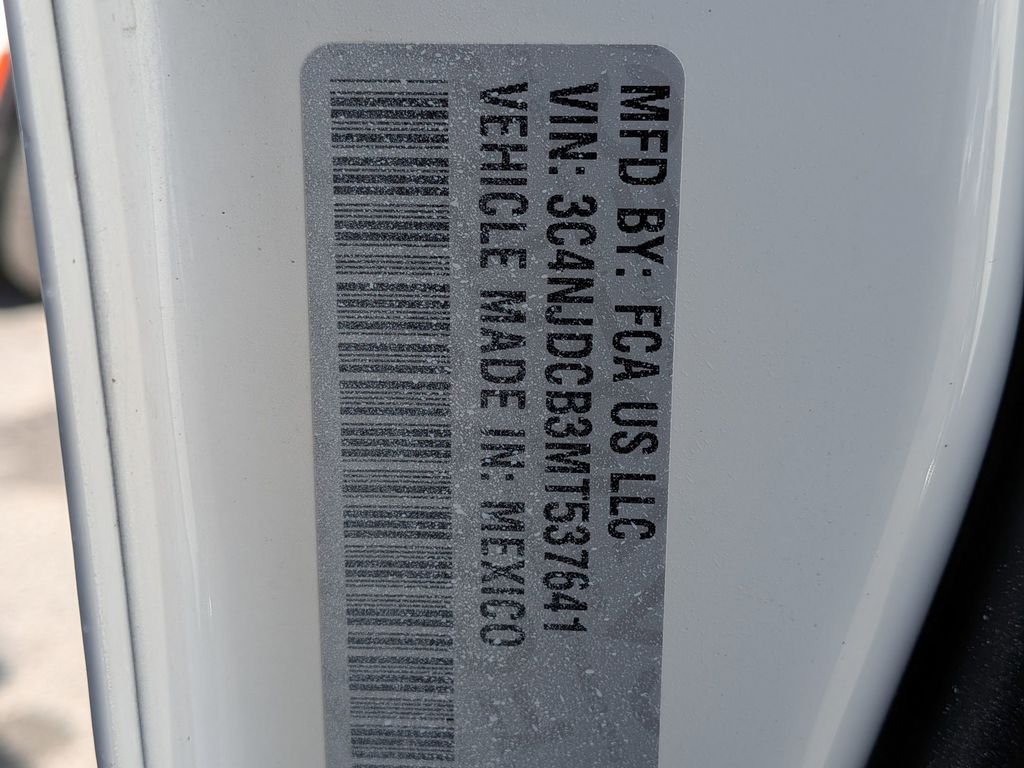 MFD BY: FCA US LLC
VIN: 3C4NJDCB3MT537641
VEHICLE MADE IN: MEXICO